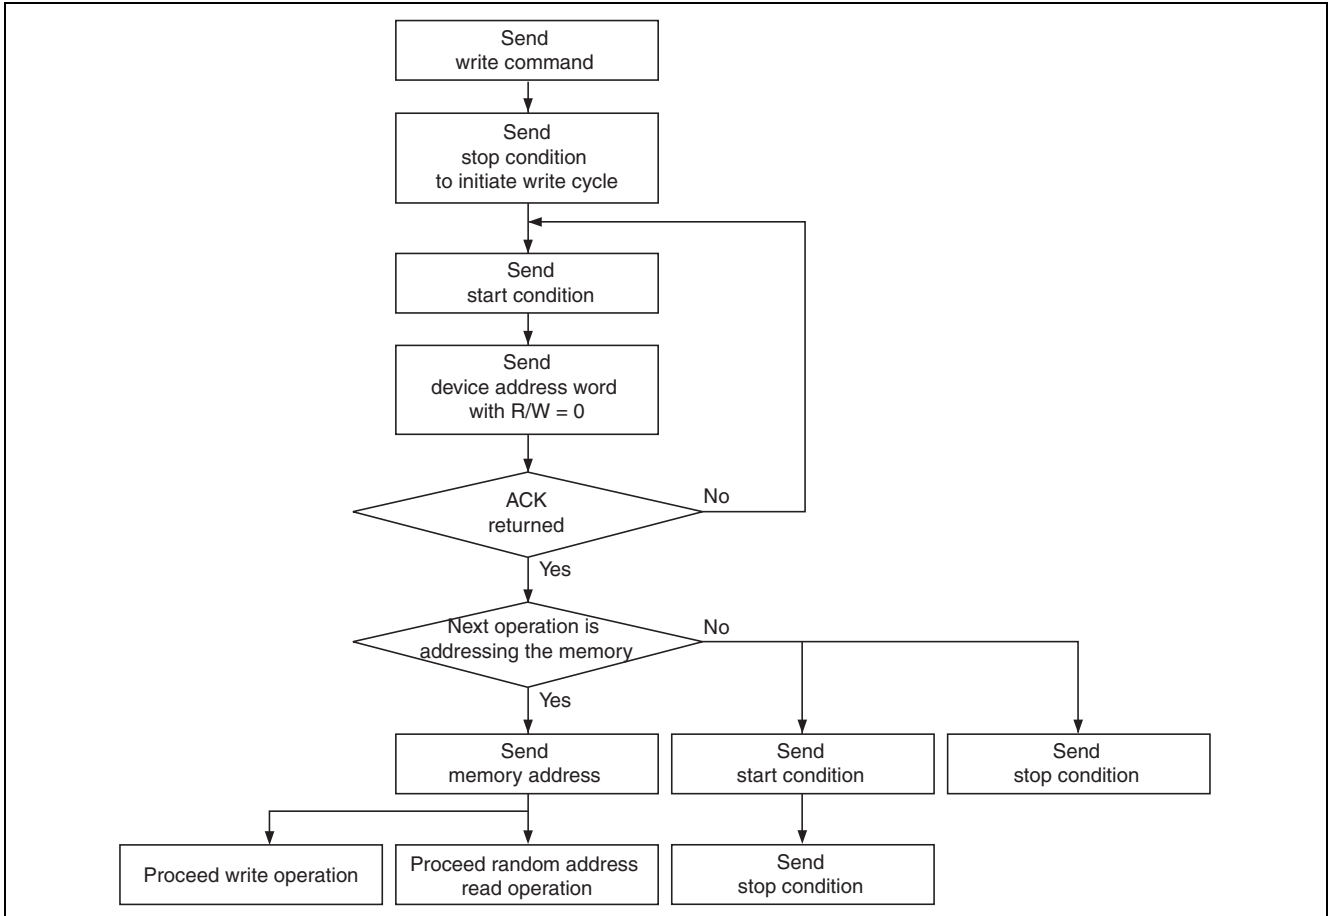 Send
write command
Send
stop condition
to initiate write cycle
Send
start condition
Send
device address word
with R/W = 0
ACK
returned
No
Yes
Next operation is
addressing the memory
No
Yes
Send
memory address
Send
start condition
Send
stop condition
Proceed write operation
Proceed random address
read operation
Send
stop condition